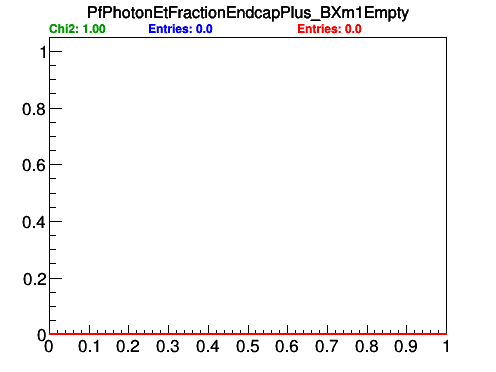 PfPhotonEtFractionEndcapPlus_BXm1Empty
Chi2: 1.00 Entries: 0.0 Entries: 0.0
1
0.8
0.6
0.4
0.2
0
0 0.1 0.2 0.3 0.4 0.5 0.6 0.7 0.8 0.9 1